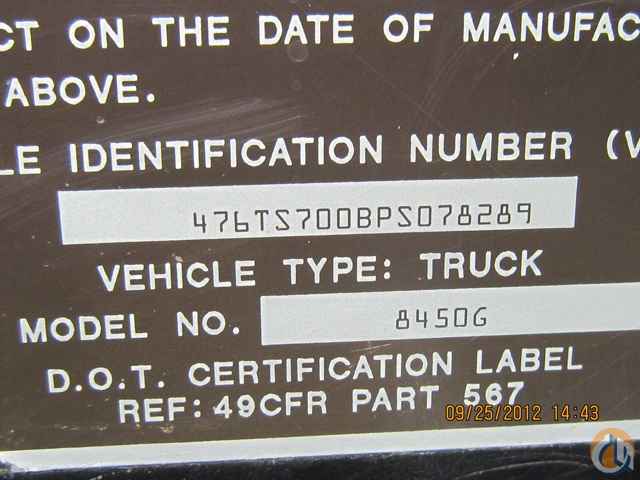 CT ON THE DATE OF MANUFAC
ABOVE.
LE IDENTIFICATION NUMBER (V
476TS700BPS078289
VEHICLE TYPE: TRUCK
MODEL NO. 8450G
D.O.T. CERTIFICATION LABEL
REF: 49CFR PART 567
09/25/2012 14:43